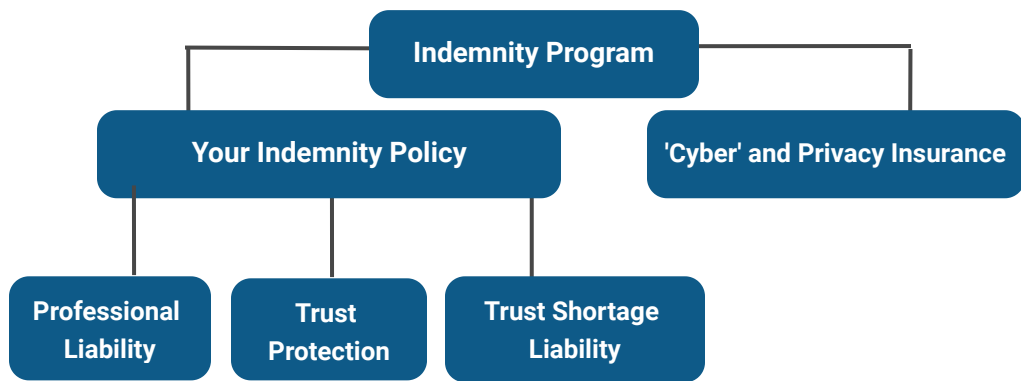 Indemnity Program
Your Indemnity Policy
'Cyber' and Privacy Insurance
Professional
Liability
Trust
Protection
Trust Shortage
Liability